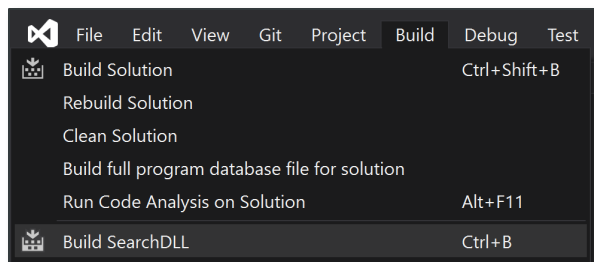 File Edit View Git Project Build Debug Test
Build Solution Ctrl+Shift+B
Rebuild Solution
Clean Solution
Build full program database file for solution
Run Code Analysis on Solution Alt+F11
Build SearchDLL Ctrl+B